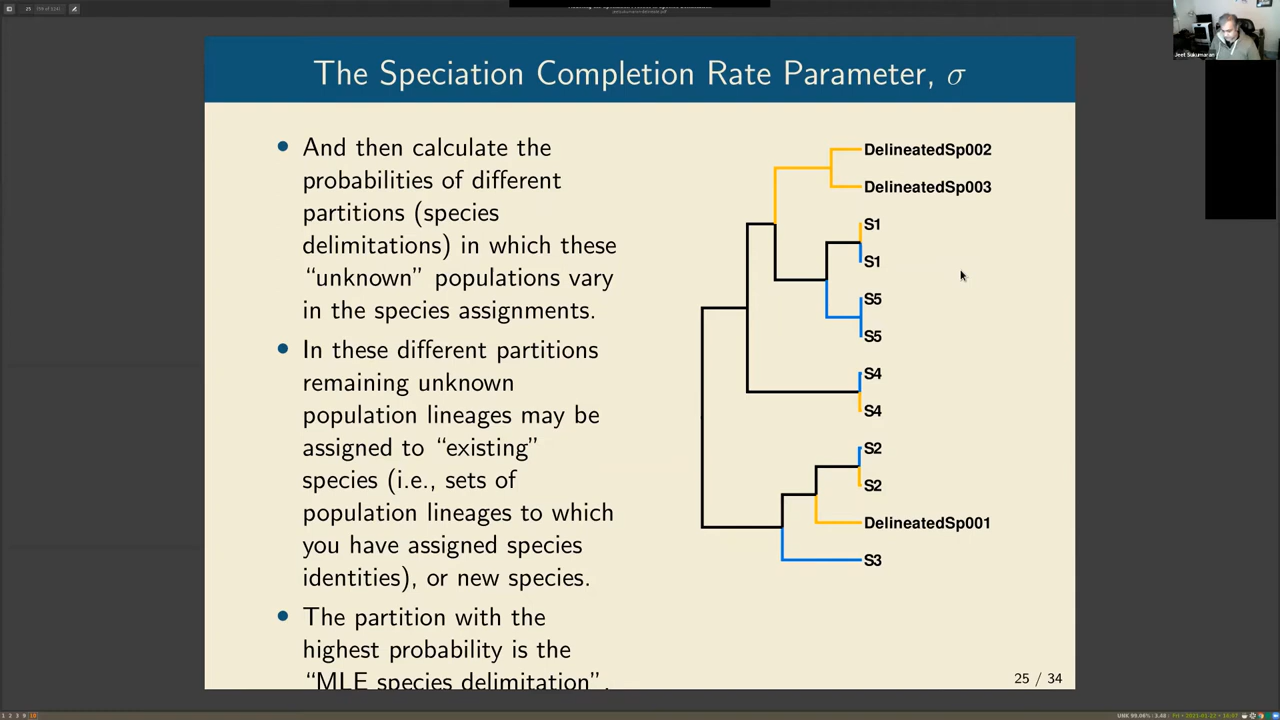 25
Jeet Sukumaran
The Speciation Completion Rate Parameter, σ
• And then calculate the
probabilities of different
partitions (species
delimitations) in which these
“unknown” populations vary
in the species assignments.
• In these different partitions
remaining unknown
population lineages may be
assigned to “existing”
species (i.e., sets of
population lineages to which
you have assigned species
identities), or new species.
• The partition with the
highest probability is the
“MLE species delimitation”.
DelineatedSp002
DelineatedSp003
S1
S1
S5
S5
S4
S4
S2
S2
DelineatedSp001
S3
25 / 34